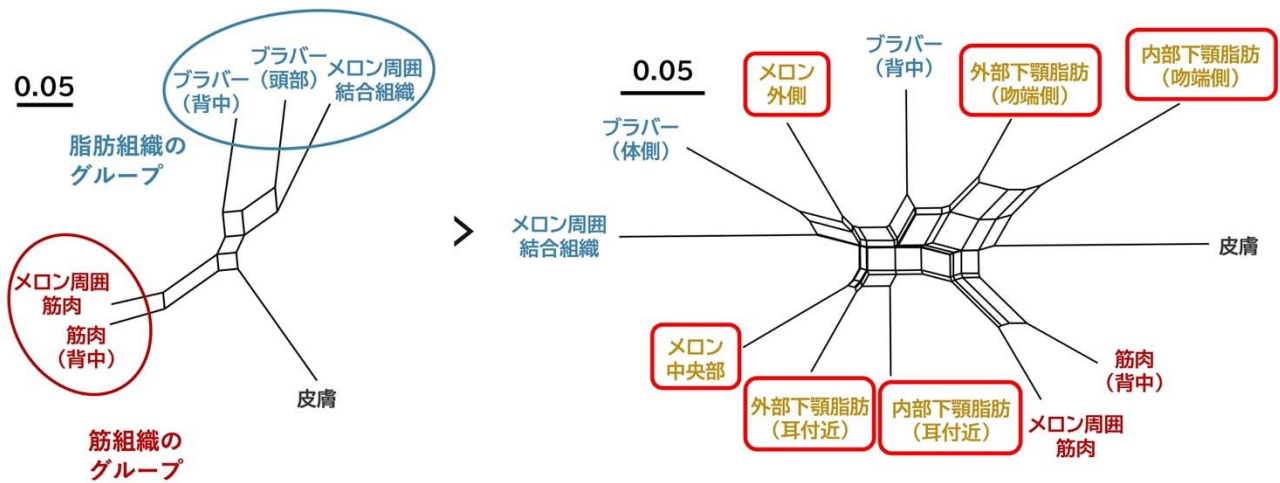 0.05
ブラバー
(背中)
ブラバー
(頭部)
メロン周囲
結合組織
脂肪組織の
グループ
メロン周囲
筋肉
筋肉
(背中)
皮膚
筋組織の
グループ
>
0.05
メロン
外側
ブラバー
(背中)
外部下顎脂肪
(吻端側)
内部下顎脂肪
(吻端側)
ブラバー
(体側)
メロン周囲
結合組織
皮膚
メロン
中央部
外部下顎脂肪
(耳付近)
内部下顎脂肪
(耳付近)
メロン周囲
筋肉
筋肉
(背中)